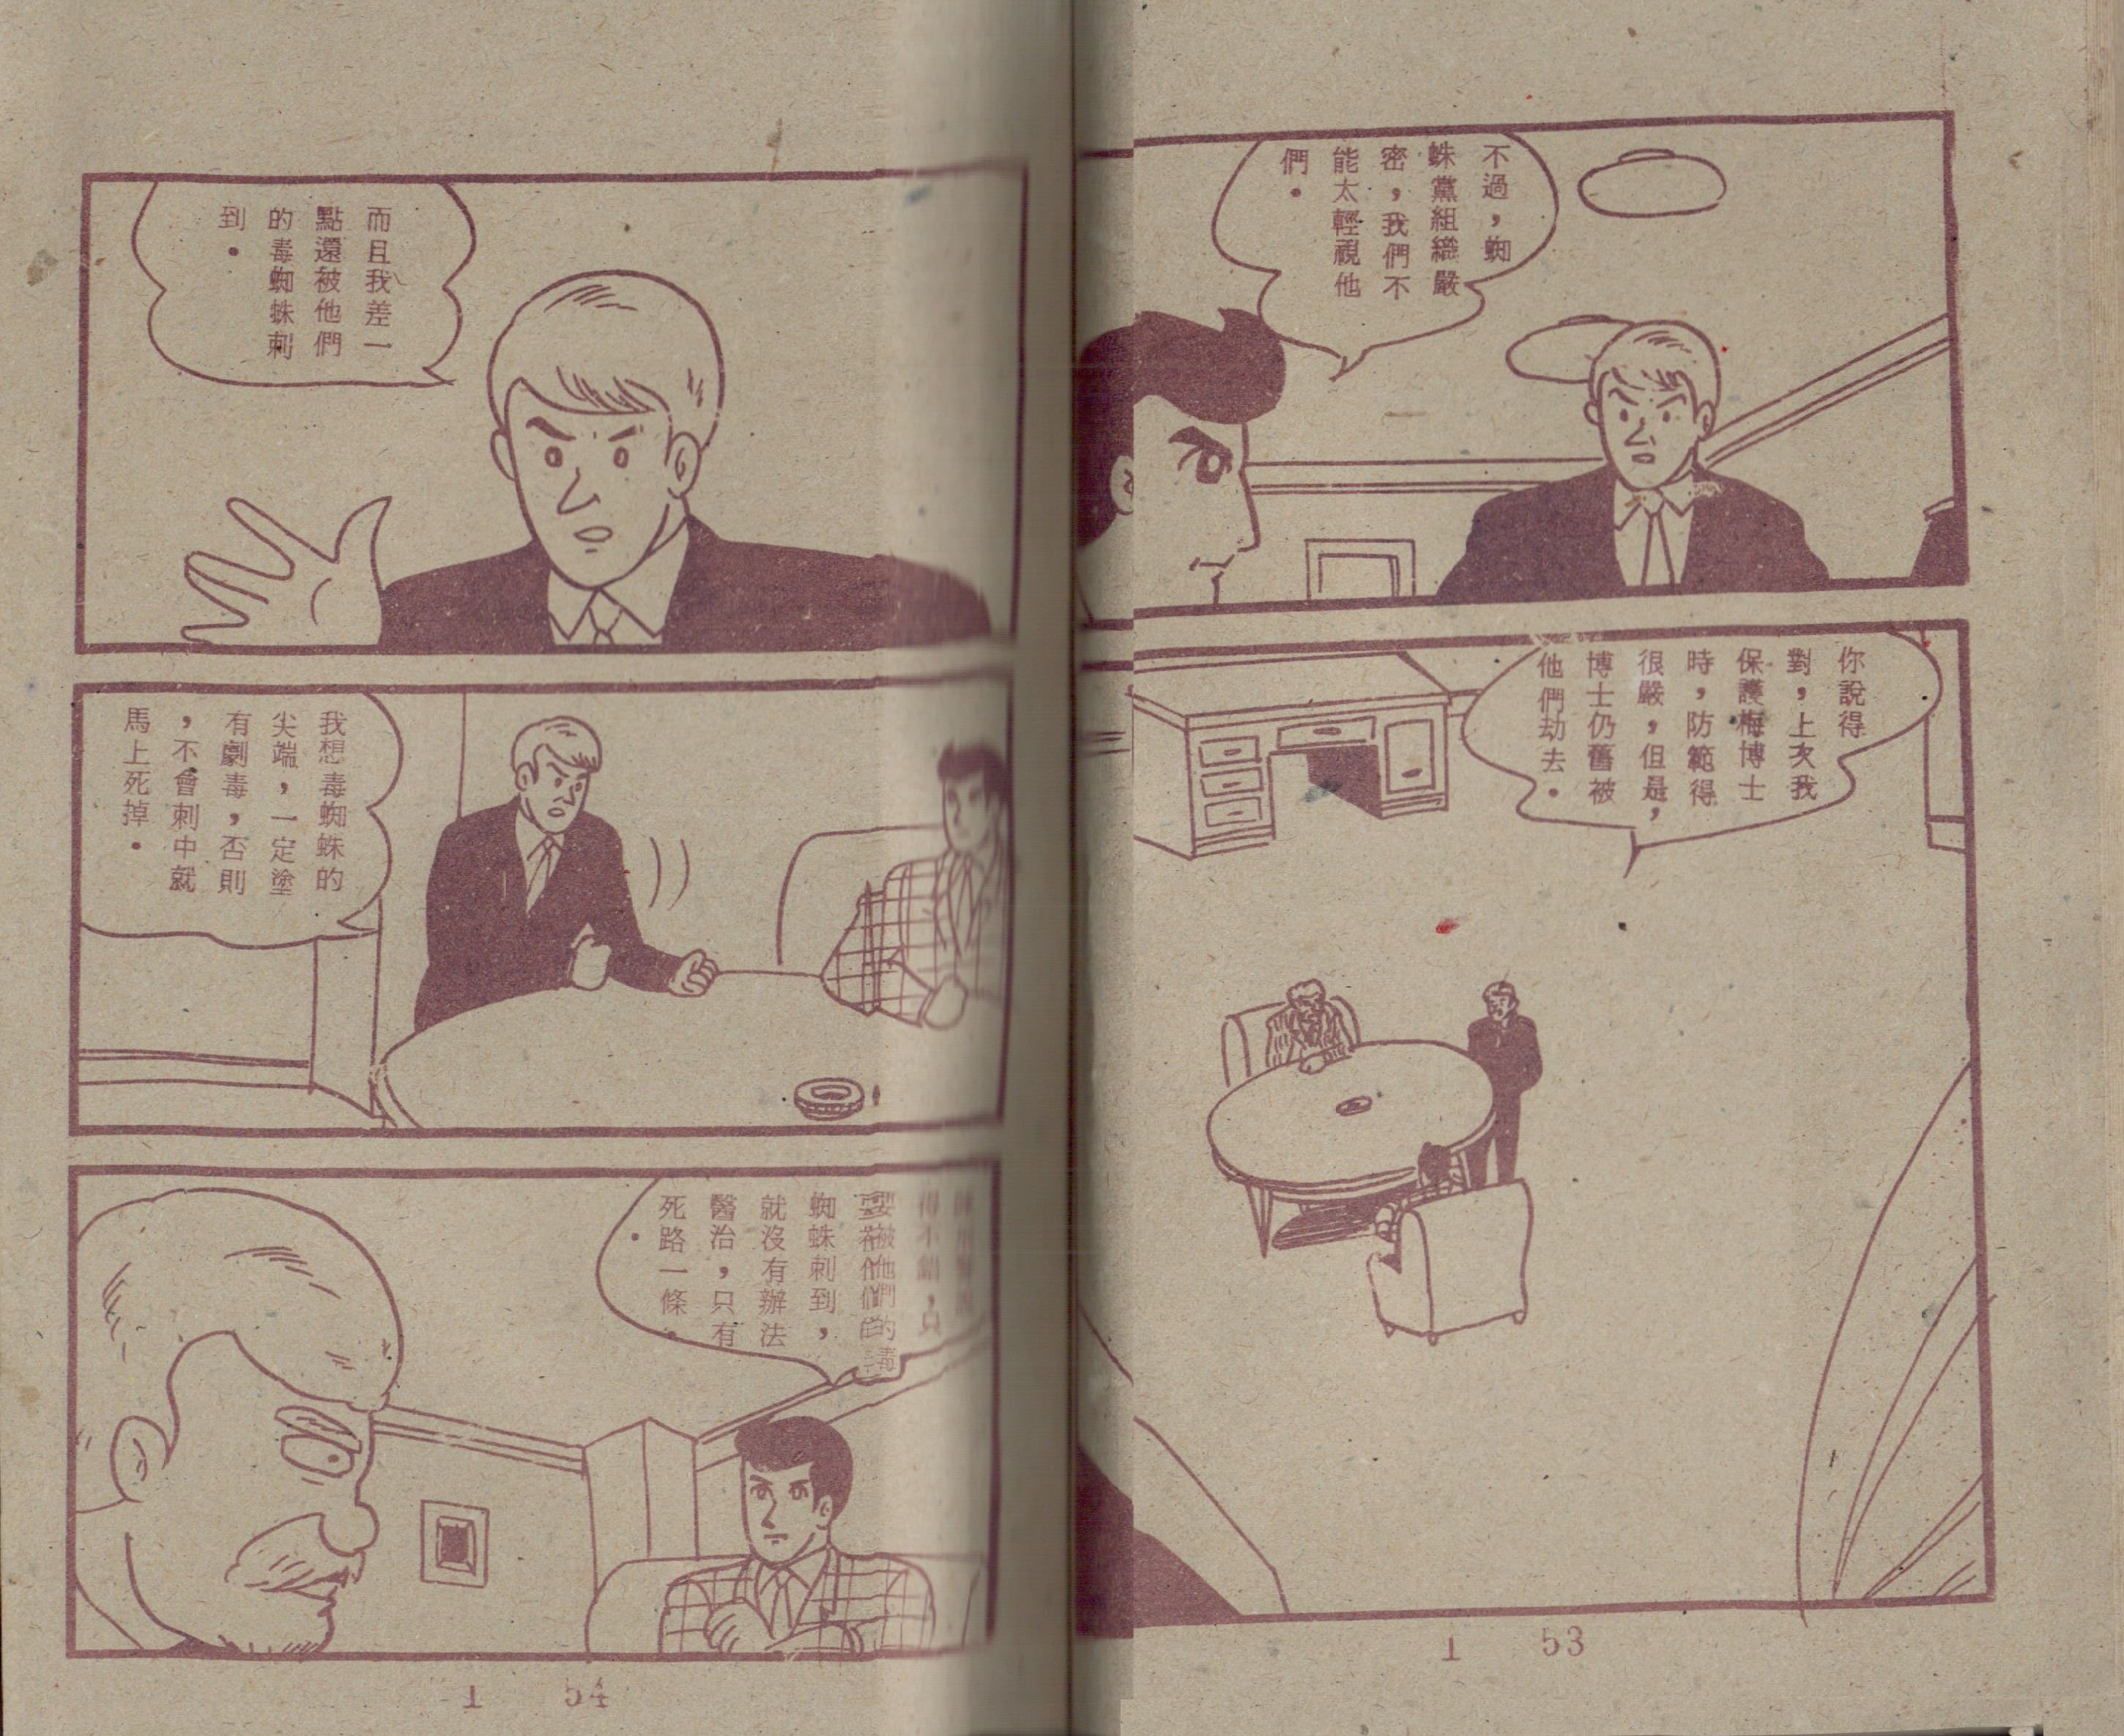 不過，蜘
蛛黨組織嚴
密，我們不
能太輕視他
們。
你說得
對，上次我
保護梅博士
時，防範得
很嚴，但是，
博士仍舊被
他們劫去。
1 53
而且我差一
點還被他們
的毒蜘蛛刺
到。
我想毒蜘蛛的
尖端，一定塗
有劇毒，否則
，不會刺中就
馬上死掉。
得不錯，只
要被他們的毒
蜘蛛刺到，
就沒有辦法
醫治，只有
死路一條。
1 54